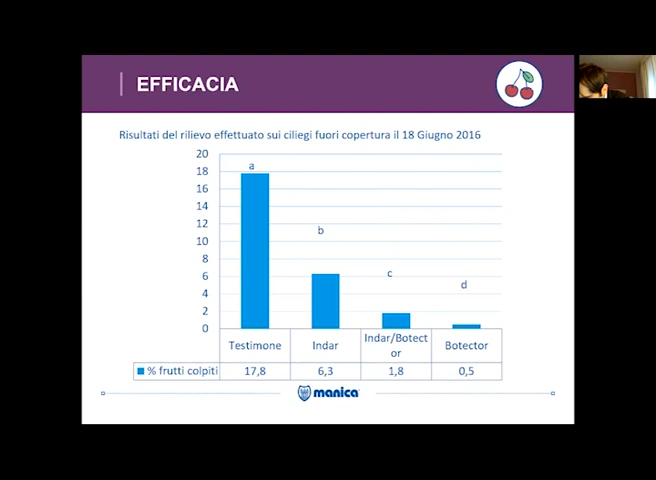 EFFICACIA
Risultati del rilievo effettuato sui ciliegi fuori copertura il 18 Giugno 2016
20
18
16
14
12
10
8
6
4
2
0
a
b
c
d
Testimone Indar Indar/Botect
or Botector
% frutti colpiti 17,8 6,3 1,8 0,5
manica